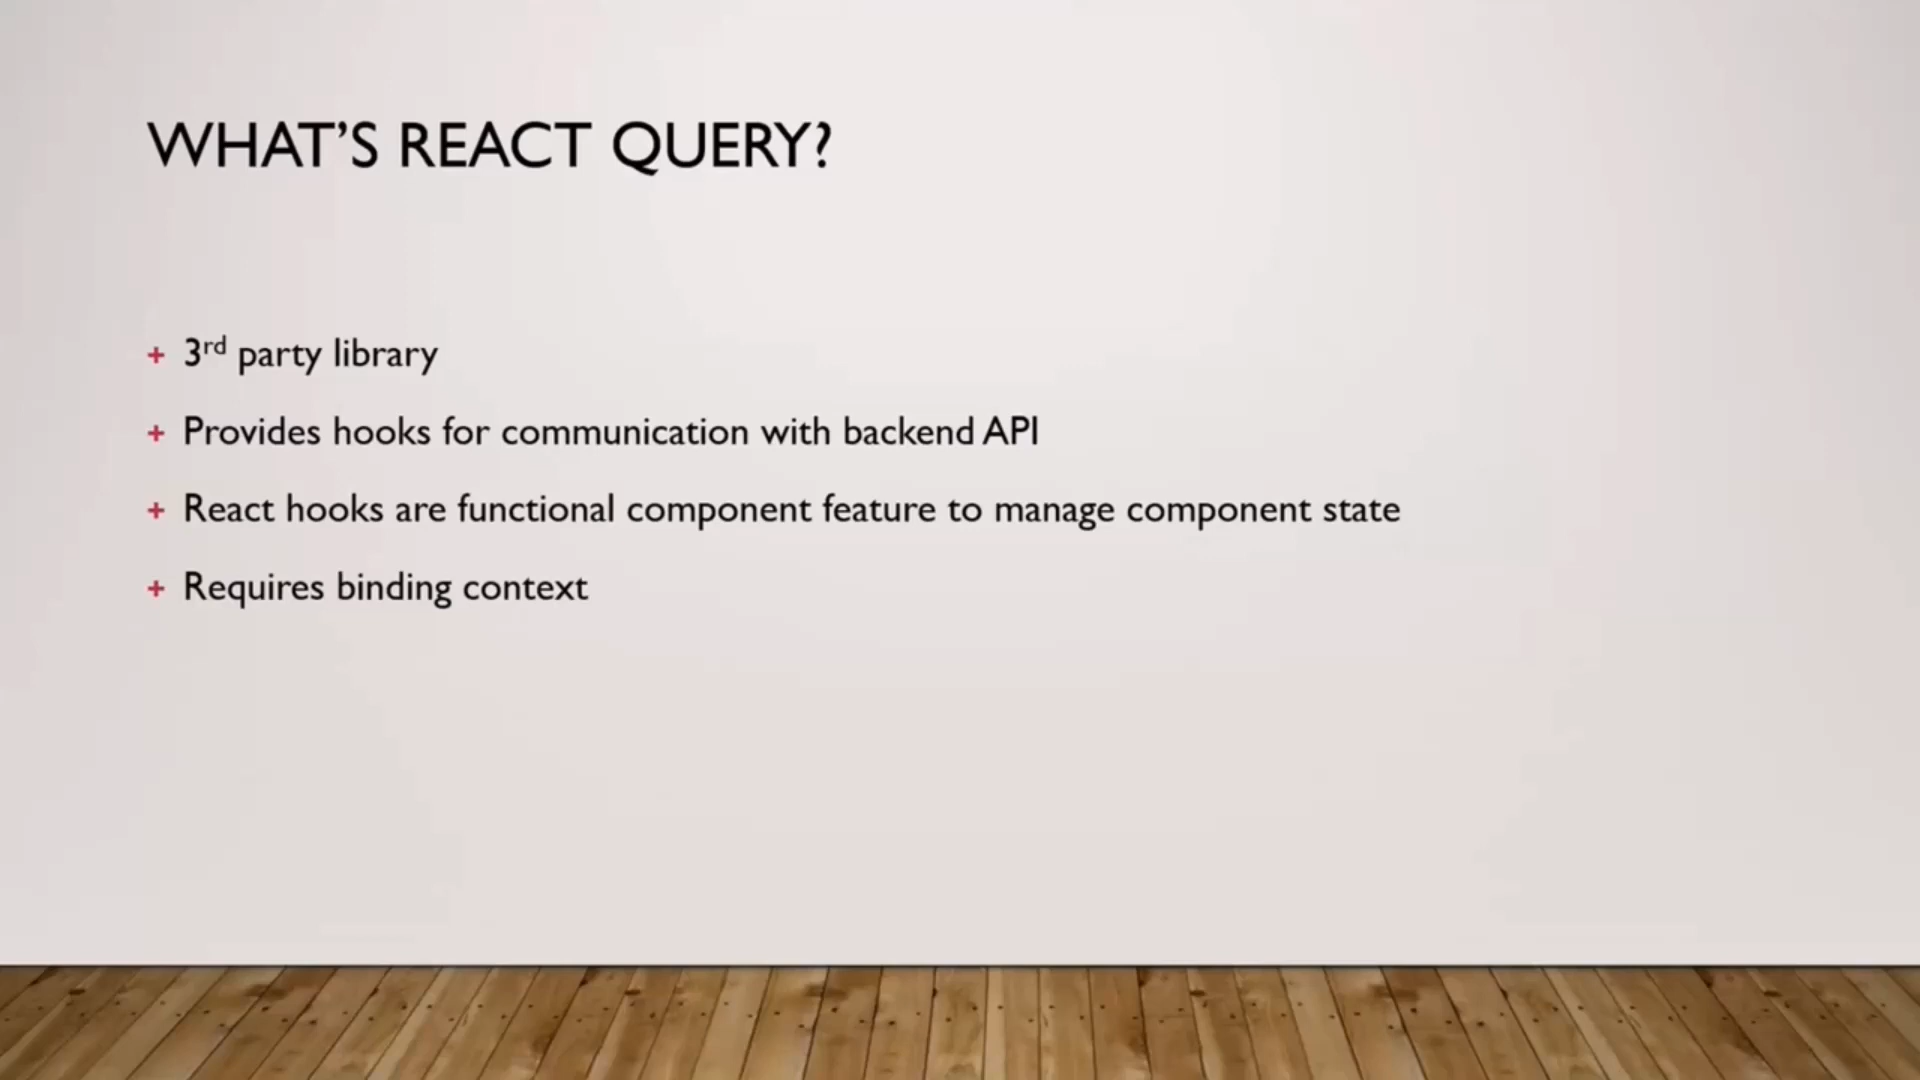 WHAT'S REACT QUERY?
+ 3rd party library
+ Provides hooks for communication with backend API
+ React hooks are functional component feature to manage component state
+ Requires binding context